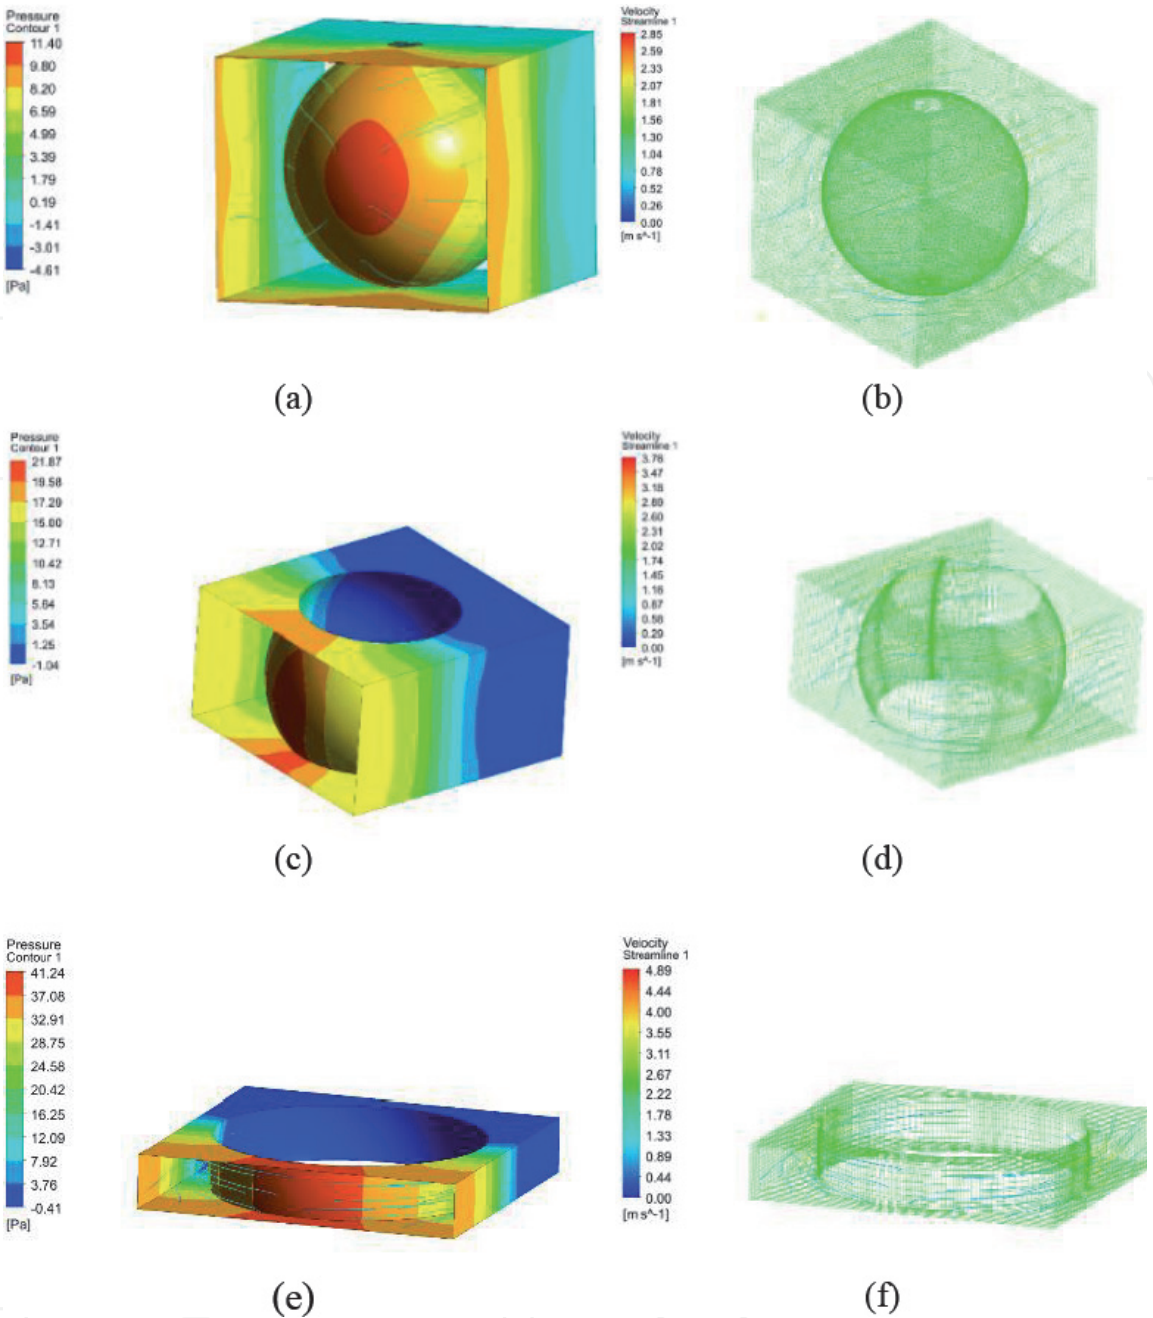 Pressure
Contour 1
11.40
9.80
8.20
6.59
4.99
3.39
1.79
0.19
-1.41
-3.01
-4.61
[Pa]
Velocity
Streamline 1
2.85
2.59
2.33
2.07
1.81
1.56
1.30
1.04
0.78
0.52
0.26
0.00
[m s^-1]
(a)
(b)
Pressure
Contour 1
21.87
19.58
17.29
15.00
12.71
10.42
8.13
5.84
3.54
1.25
-1.04
[Pa]
Velocity
Streamline 1
3.76
3.47
3.18
2.89
2.60
2.31
2.02
1.74
1.45
1.16
0.87
0.58
0.29
0.00
[m s^-1]
(c)
(d)
Pressure
Contour 1
41.24
37.08
32.91
28.75
24.58
20.42
16.25
12.09
7.92
3.76
-0.41
[Pa]
Velocity
Streamline 1
4.89
4.44
4.00
3.55
3.11
2.67
2.22
1.78
1.33
0.89
0.44
0.00
[m s^-1]
(e)
(f)